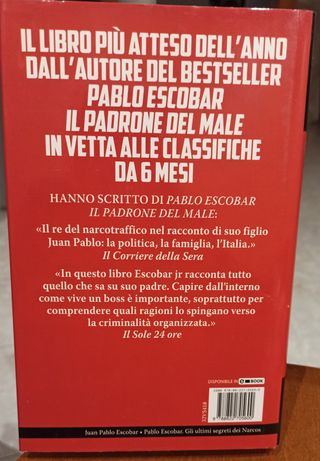 IL LIBRO PIÙ ATTESO DELL'ANNO
DALL'AUTORE DEL BESTSELLER
PABLO ESCOBAR
IL PADRONE DEL MALE
IN VETTA ALLE CLASSIFICHE
DA 6 MESI
HANNO SCRITTO DI PABLO ESCOBAR
IL PADRONE DEL MALE:
«Il re del narcotraffico nel racconto di suo figlio
Juan Pablo: la politica, la famiglia, l'Italia.»
Il Corriere della Sera
«In questo libro Escobar jr racconta tutto
quello che sa su suo padre. Capire dall'interno
come vive un boss è importante, soprattutto per
comprendere quali ragioni lo spingano verso
la criminalità organizzata.»
Il Sole 24 ore
DISPONIBILE IN EBOOK
Juan Pablo Escobar • Pablo Escobar. Gli ultimi segreti dei Narcos